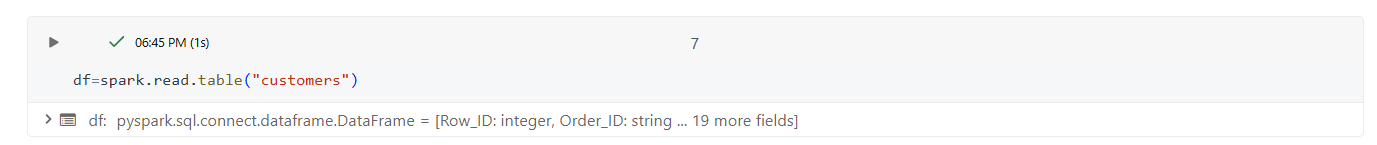 06:45 PM (1s)
7
df=spark.read.table("customers")
df: pyspark.sql.connect.dataframe.DataFrame = [Row_ID: integer, Order_ID: string ... 19 more fields]